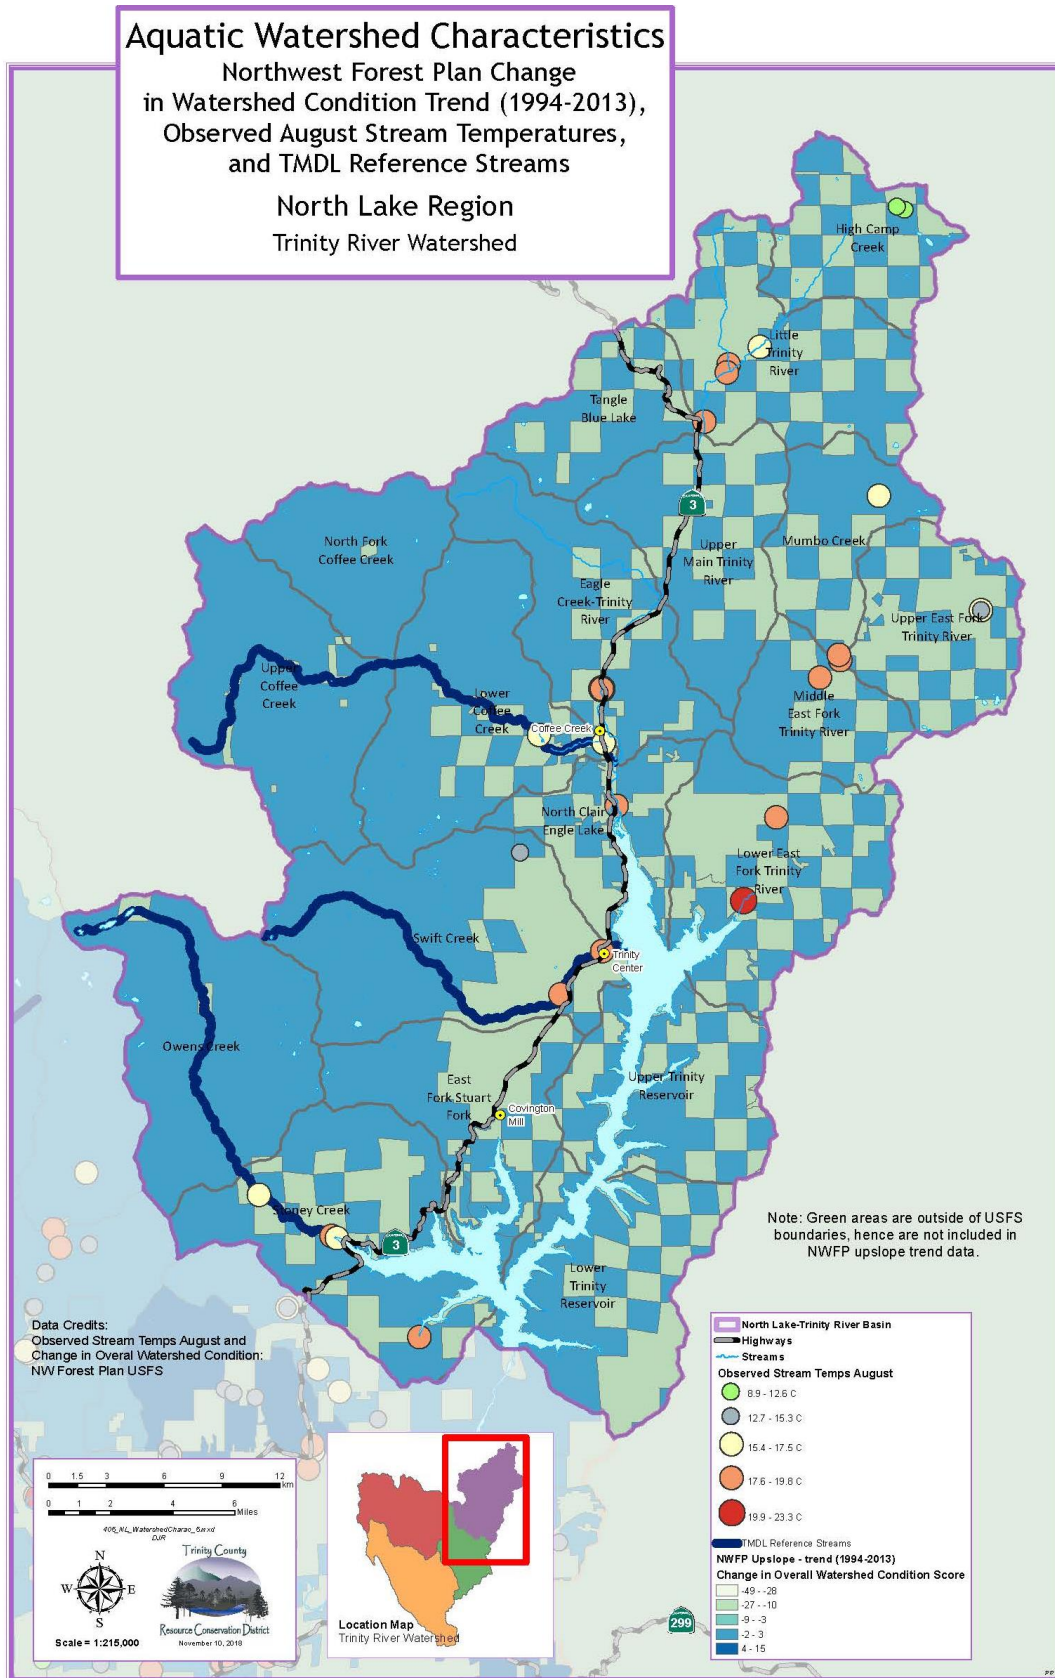 Aquatic Watershed Characteristics
Northwest Forest Plan Change
in Watershed Condition Trend (1994-2013),
Observed August Stream Temperatures,
and TMDL Reference Streams
North Lake Region
Trinity River Watershed
High Camp
Creek
Little
Trinity
River
Tangle
Blue Lake
3
North Fork
Coffee Creek
Upper
Main Trinity
River
Mumbo Creek
Eagle
Creek-Trinity
River
Upper East Fork
Trinity River
Upper
Coffee
Creek
Lower
Coffee
Creek
Coffee Creek
Middle
East Fork
Trinity River
North Clair
Engle Lake
Lower East
Fork Trinity
River
Swift Creek
Trinity
Center
Owens Creek
East
Fork Stuart
Fork
Upper Trinity
Reservoir
Covington
Mill
Stoney Creek
3
Lower
Trinity
Reservoir
Note: Green areas are outside of USFS
boundaries, hence are not included in
NWFP upslope trend data.
Data Credits:
Observed Stream Temps August and
Change in Overal Watershed Condition:
NW Forest Plan USFS
North Lake-Trinity River Basin
Highways
Streams
Observed Stream Temps August
8.9 - 12.6 C
12.7 - 15.3 C
15.4 - 17.5 C
17.6 - 19.8 C
19.9 - 23.3 C
TMDL Reference Streams
NWFP Upslope - trend (1994-2013)
Change in Overall Watershed Condition Score
-49 - -28
-27 - -10
-9 - -3
-2 - 3
4 - 15
0 1.5 3 6 9 12
km
0 1 2 4 6
Miles
DJR
N
W E
S
Scale = 1:215,000
Trinity County
Resource Conservation District
November 10, 2018
Location Map
Trinity River Watershed
299